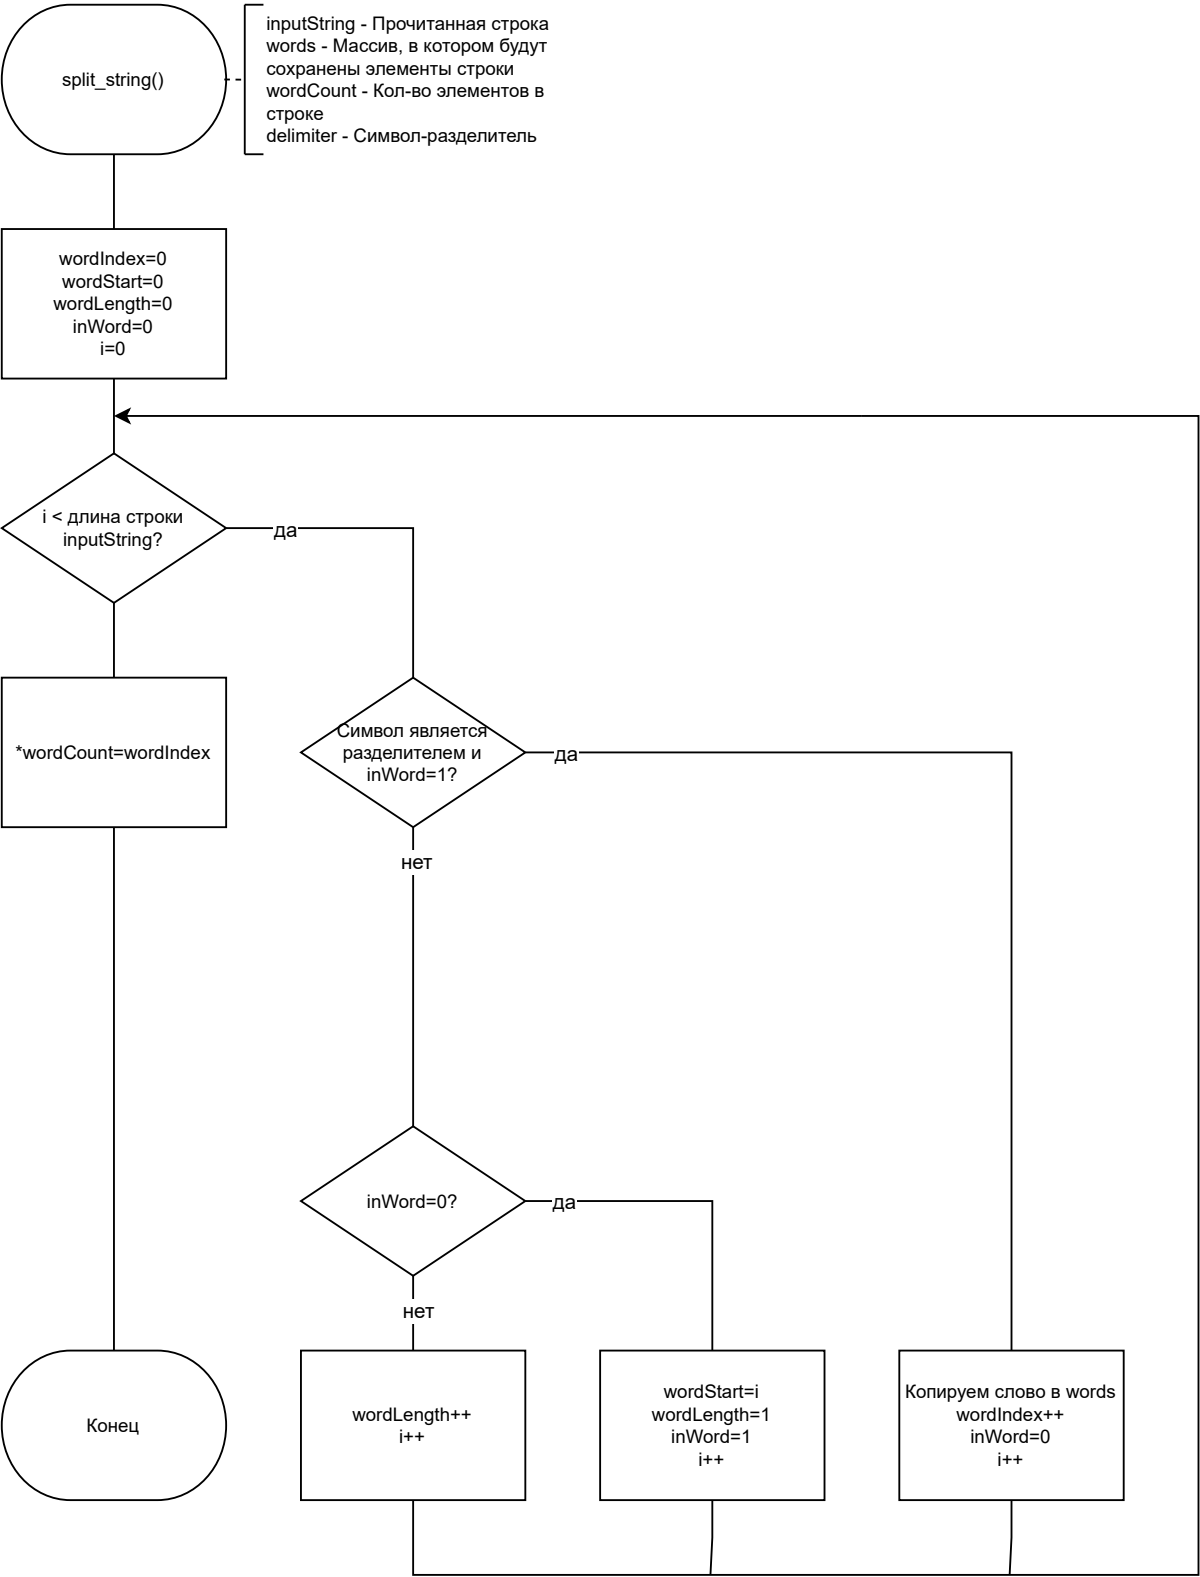 split_string()
inputString - Прочитанная строка
words - Массив, в котором будут
сохранены элементы строки
wordCount - Кол-во элементов в
строке
delimiter - Символ-разделитель
wordIndex=0
wordStart=0
wordLength=0
inWord=0
i=0
i < длина строки
inputString?
да
*wordCount=wordIndex
Символ является
разделителем и
inWord=1?
да
нет
inWord=0?
да
нет
Конец
wordLength++
i++
wordStart=i
wordLength=1
inWord=1
i++
Копируем слово в words
wordIndex++
inWord=0
i++